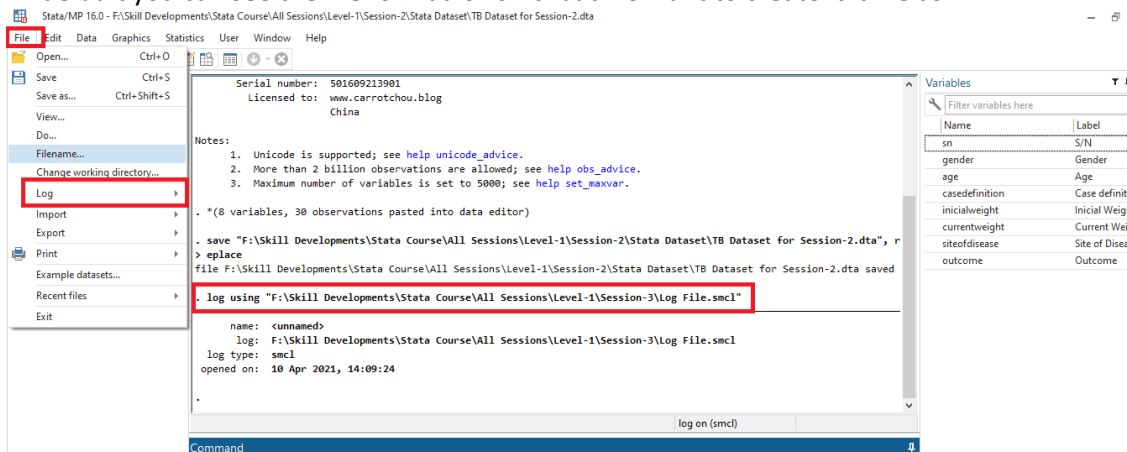 Stata/MP 16.0 - F:\Skill Developments\Stata Course\All Sessions\Level-1\Session-2\Stata Dataset\TB Dataset for Session-2.dta
File Edit Data Graphics Statistics User Window Help
Open... Ctrl+O
Save Ctrl+S
Save as... Ctrl+Shift+S
View...
Do...
Filename...
Change working directory...
Log
Import
Export
Print
Example datasets...
Recent files
Exit
Serial number: 501609213901
Licensed to: www.carrotchou.blog
China
Notes:
1. Unicode is supported; see help unicode_advice.
2. More than 2 billion observations are allowed; see help obs_advice.
3. Maximum number of variables is set to 5000; see help set_maxvar.
. *(8 variables, 30 observations pasted into data editor)
. save "F:\Skill Developments\Stata Course\All Sessions\Level-1\Session-2\Stata Dataset\TB Dataset for Session-2.dta", r
> eplace
file F:\Skill Developments\Stata Course\All Sessions\Level-1\Session-2\Stata Dataset\TB Dataset for Session-2.dta saved
. log using "F:\Skill Developments\Stata Course\All Sessions\Level-1\Session-3\Log File.smcl"
name: <unnamed>
log: F:\Skill Developments\Stata Course\All Sessions\Level-1\Session-3\Log File.smcl
log type: smcl
opened on: 10 Apr 2021, 14:09:24
.
log on (smcl)
Command
Variables
Filter variables here
Name Label
sn S/N
gender Gender
age Age
casedefinition Case definit
inicialweight Inicial Weig
currentweight Current Wei
siteofdisease Site of Disea
outcome Outcome